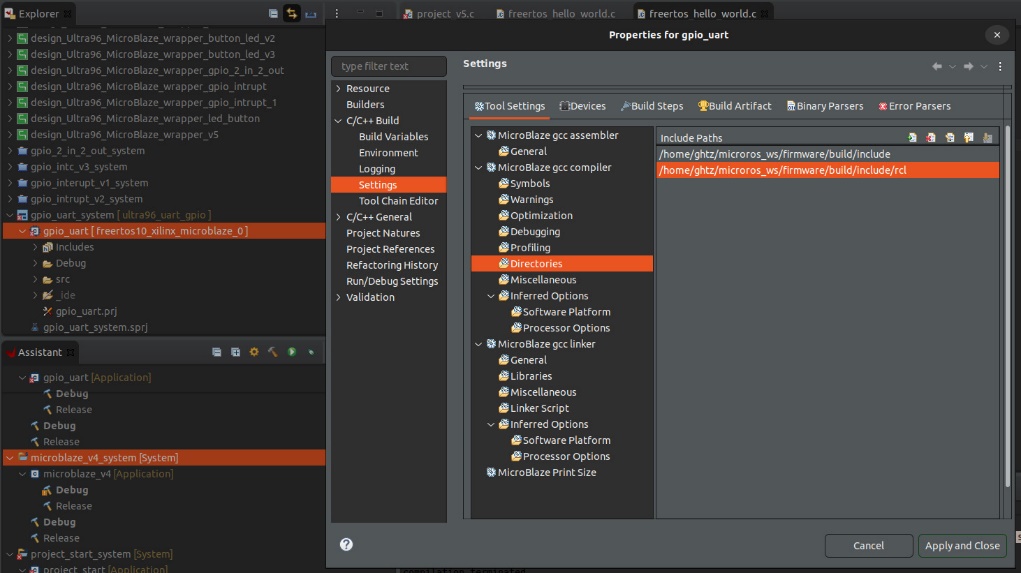 Explorer
project_v5.c
freertos_hello_world.c
freertos_hello_world.c
design_Ultra96_MicroBlaze_wrapper_button_led_v2
design_Ultra96_MicroBlaze_wrapper_button_led_v3
design_Ultra96_MicroBlaze_wrapper_gpio_2_in_2_out
design_Ultra96_MicroBlaze_wrapper_gpio_intrupt
design_Ultra96_MicroBlaze_wrapper_gpio_intrupt_1
design_Ultra96_MicroBlaze_wrapper_led_button
design_Ultra96_MicroBlaze_wrapper_v5
gpio_2_in_2_out_system
gpio_intc_v3_system
gpio_interupt_v1_system
gpio_intrupt_v2_system
gpio_uart_system [ ultra96_uart_gpio ]
gpio_uart [ freertos10_xilinx_microblaze_0 ]
Includes
Debug
src
_ide
gpio_uart.prj
gpio_uart_system.sprj
Assistant
gpio_uart [Application]
Debug
Release
Debug
Release
microblaze_v4_system [System]
microblaze_v4 [Application]
Debug
Release
Debug
Release
project_start_system [System]
project_start [Application]
Properties for gpio_uart
type filter text
Resource
Builders
C/C++ Build
Build Variables
Environment
Logging
Settings
Tool Chain Editor
C/C++ General
Project Natures
Project References
Refactoring History
Run/Debug Settings
Validation
Settings
Tool Settings
Devices
Build Steps
Build Artifact
Binary Parsers
Error Parsers
MicroBlaze gcc assembler
General
MicroBlaze gcc compiler
Symbols
Warnings
Optimization
Debugging
Profiling
Directories
Miscellaneous
Inferred Options
Software Platform
Processor Options
MicroBlaze gcc linker
General
Libraries
Miscellaneous
Linker Script
Inferred Options
Software Platform
Processor Options
MicroBlaze Print Size
Include Paths
/home/ghtz/microros_ws/firmware/build/include
/home/ghtz/microros_ws/firmware/build/include/rcl
Cancel
Apply and Close